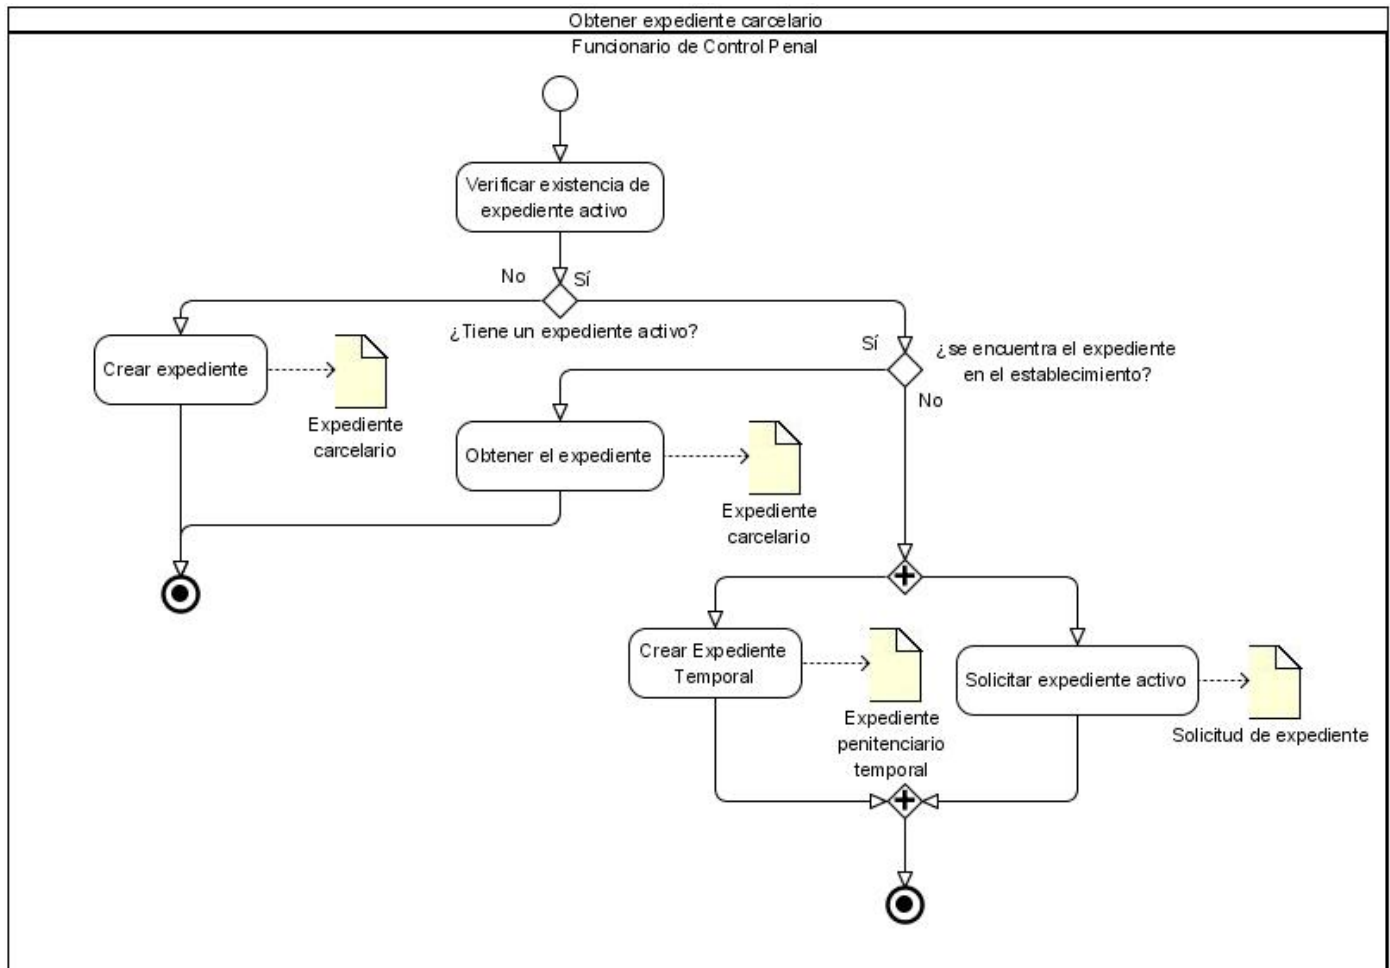 Obtener expediente carcelario
Funcionario de Control Penal
Verificar existencia de
expediente activo
No
Sí
¿Tiene un expediente activo?
Crear expediente
Expediente
carcelario
Sí
¿se encuentra el expediente
en el establecimiento?
No
Obtener el expediente
Expediente
carcelario
Crear Expediente
Temporal
Expediente
penitenciario
temporal
Solicitar expediente activo
Solicitud de expediente